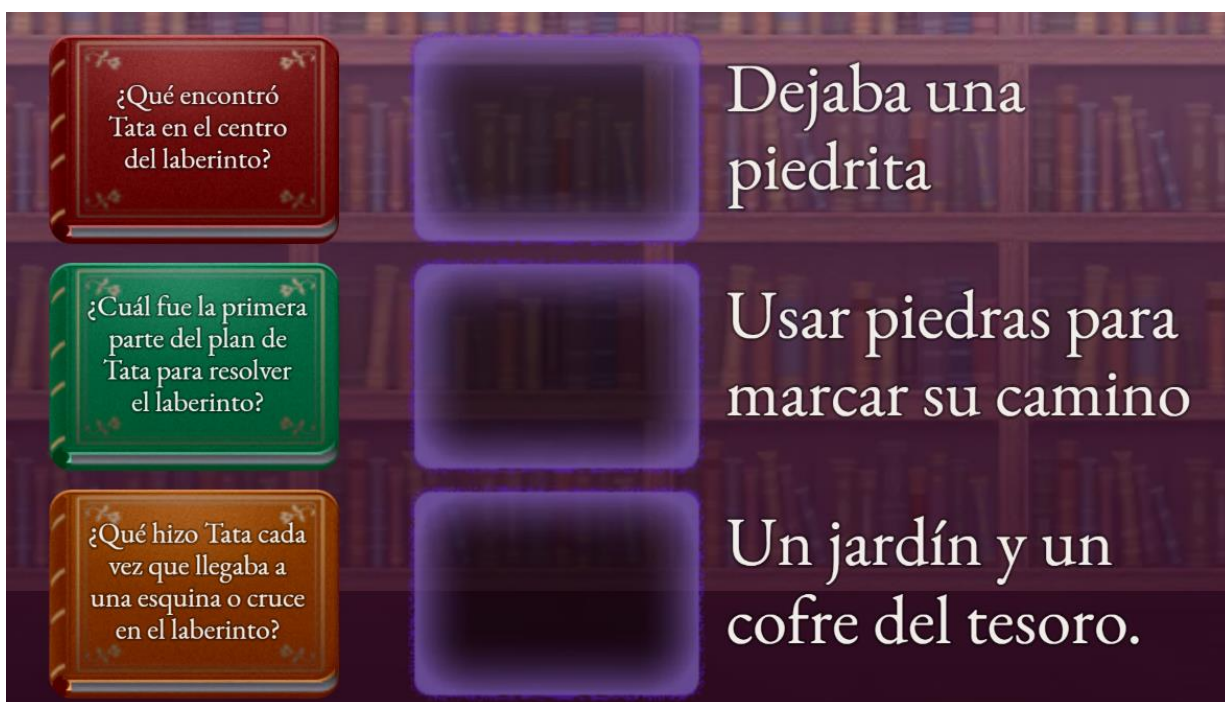 ¿Qué encontró
Tata en el centro
del laberinto?
Dejaba una
piedrita
¿Cuál fue la primera
parte del plan de
Tata para resolver
el laberinto?
Usar piedras para
marcar su camino
¿Qué hizo Tata cada
vez que llegaba a
una esquina o cruce
en el laberinto?
Un jardín y un
cofre del tesoro.